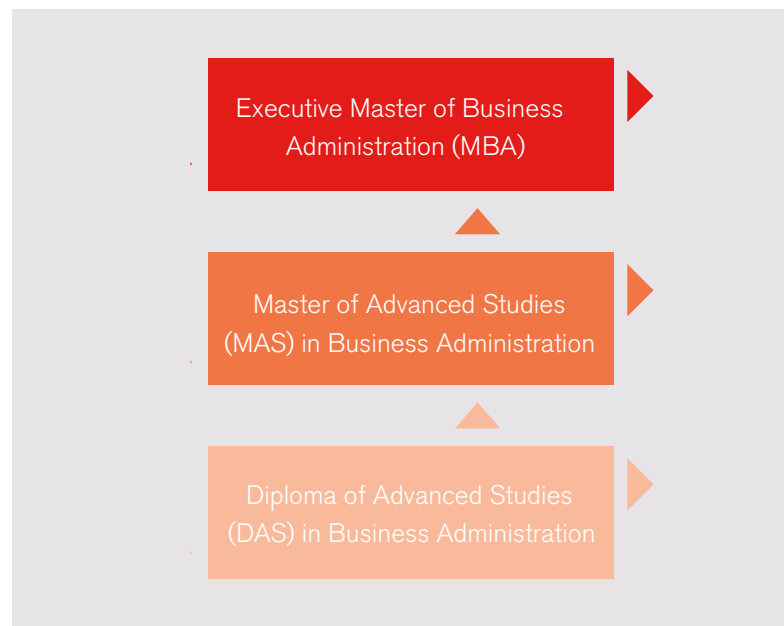 Executive Master of Business
Administration (MBA)
Master of Advanced Studies
(MAS) in Business Administration
Diploma of Advanced Studies
(DAS) in Business Administration